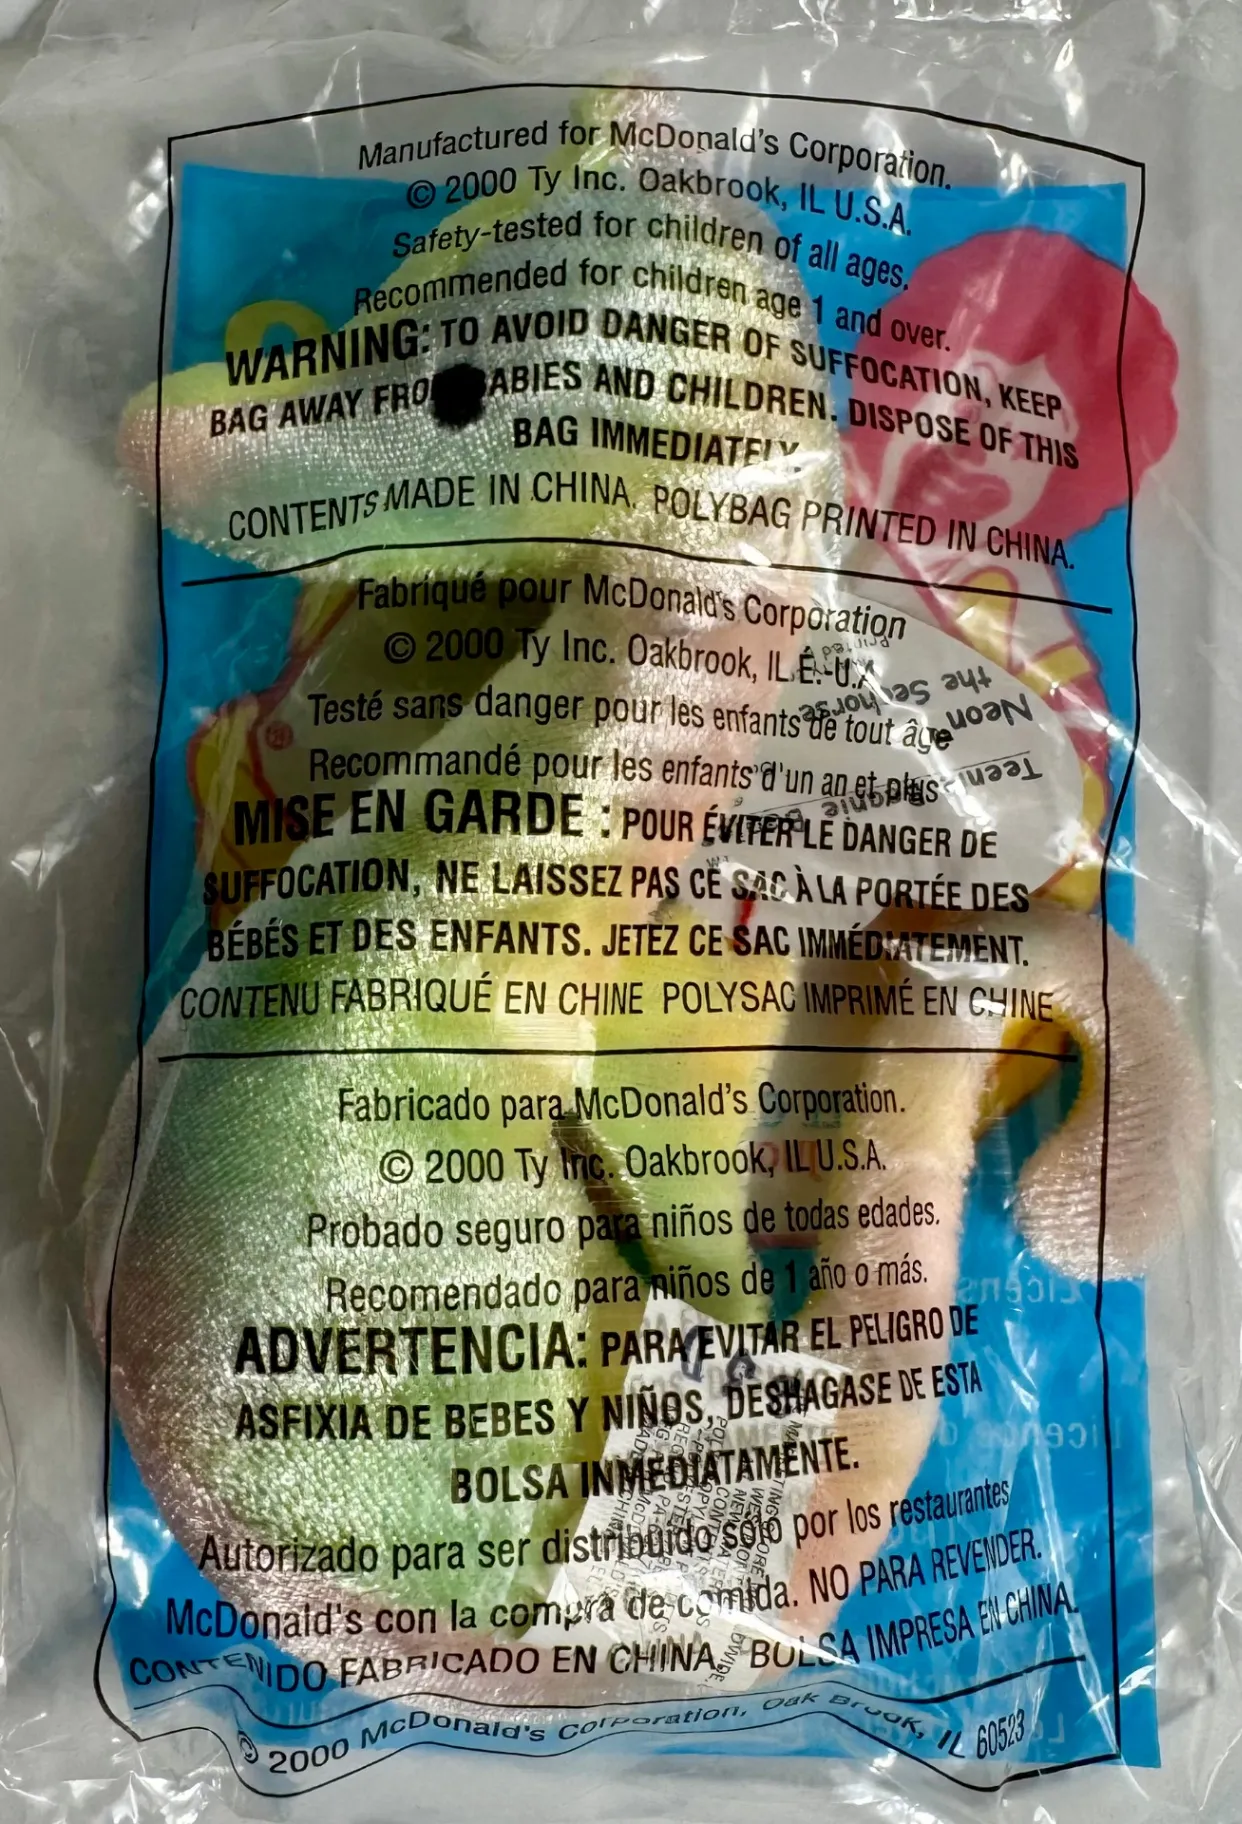 Manufactured for McDonald's Corporation.
© 2000 Ty Inc. Oakbrook, IL U.S.A.
Safety-tested for children of all ages.
Recommended for children age 1 and over.
WARNING: TO AVOID DANGER OF SUFFOCATION, KEEP
BAG AWAY FRO ABIES AND CHILDREN. DISPOSE OF THIS
BAG IMMEDIATELY.
CONTENTS MADE IN CHINA. POLYBAG PRINTED IN CHINA.
Fabriqué pour McDonald's Corporation
© 2000 Ty Inc. Oakbrook, IL É.-U.
Testé sans danger pour les enfants de tout âge
Recommandé pour les enfants d'un an et plus
MISE EN GARDE : POUR ÉVITER LE DANGER DE
SUFFOCATION, NE LAISSEZ PAS CE SAC À LA PORTÉE DES
BÉBÉS ET DES ENFANTS. JETEZ CE SAC IMMÉDIATEMENT.
CONTENU FABRIQUÉ EN CHINE POLYSAC IMPRIMÉ EN CHINE
Teenie Beanie
Neon
the Seahorse
Printed
Fabricado para McDonald's Corporation.
© 2000 Ty Inc. Oakbrook, IL U.S.A.
Probado seguro para niños de todas edades.
Recomendado para niños de 1 año o más.
ADVERTENCIA: PARA EVITAR EL PELIGRO DE
ASFIXIA DE BEBES Y NIÑOS, DESHAGASE DE ESTA
BOLSA INMEDIATAMENTE.
Autorizado para ser distribuido sólo por los restaurantes
McDonald's con la compra de comida. NO PARA REVENDER.
CONTENIDO FABRICADO EN CHINA. BOLSA IMPRESA EN CHINA.
© 2000 McDonald's Corporation, Oak Brook, IL 60523